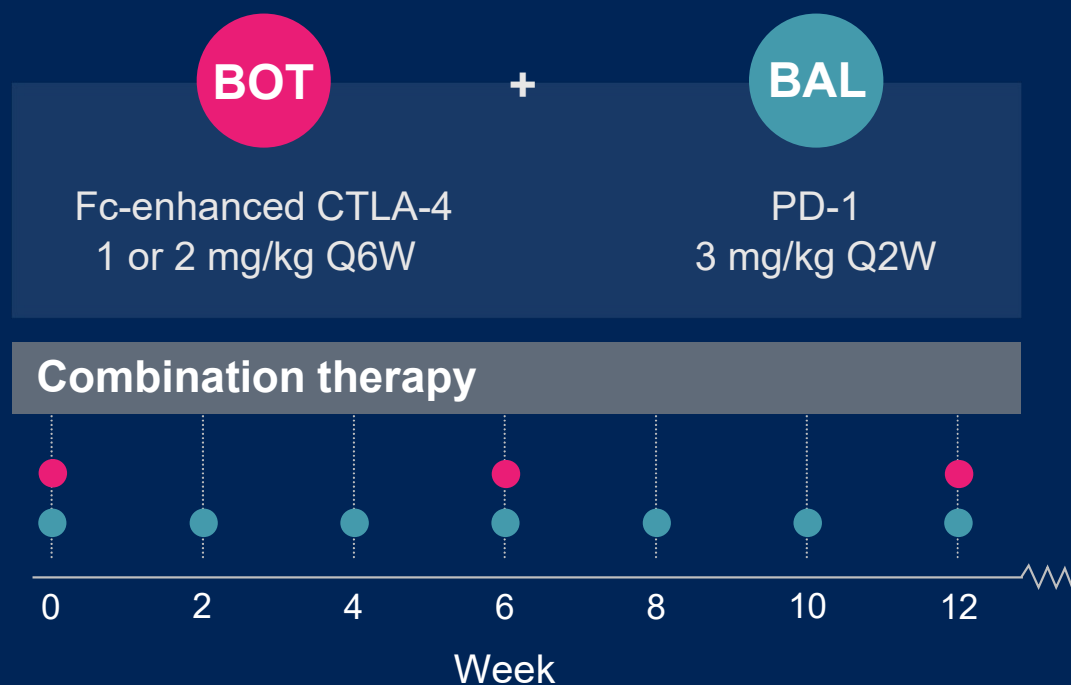 BOT + BAL
Fc-enhanced CTLA-4
1 or 2 mg/kg Q6W
PD-1
3 mg/kg Q2W
Combination therapy
0 2 4 6 8 10 12
Week